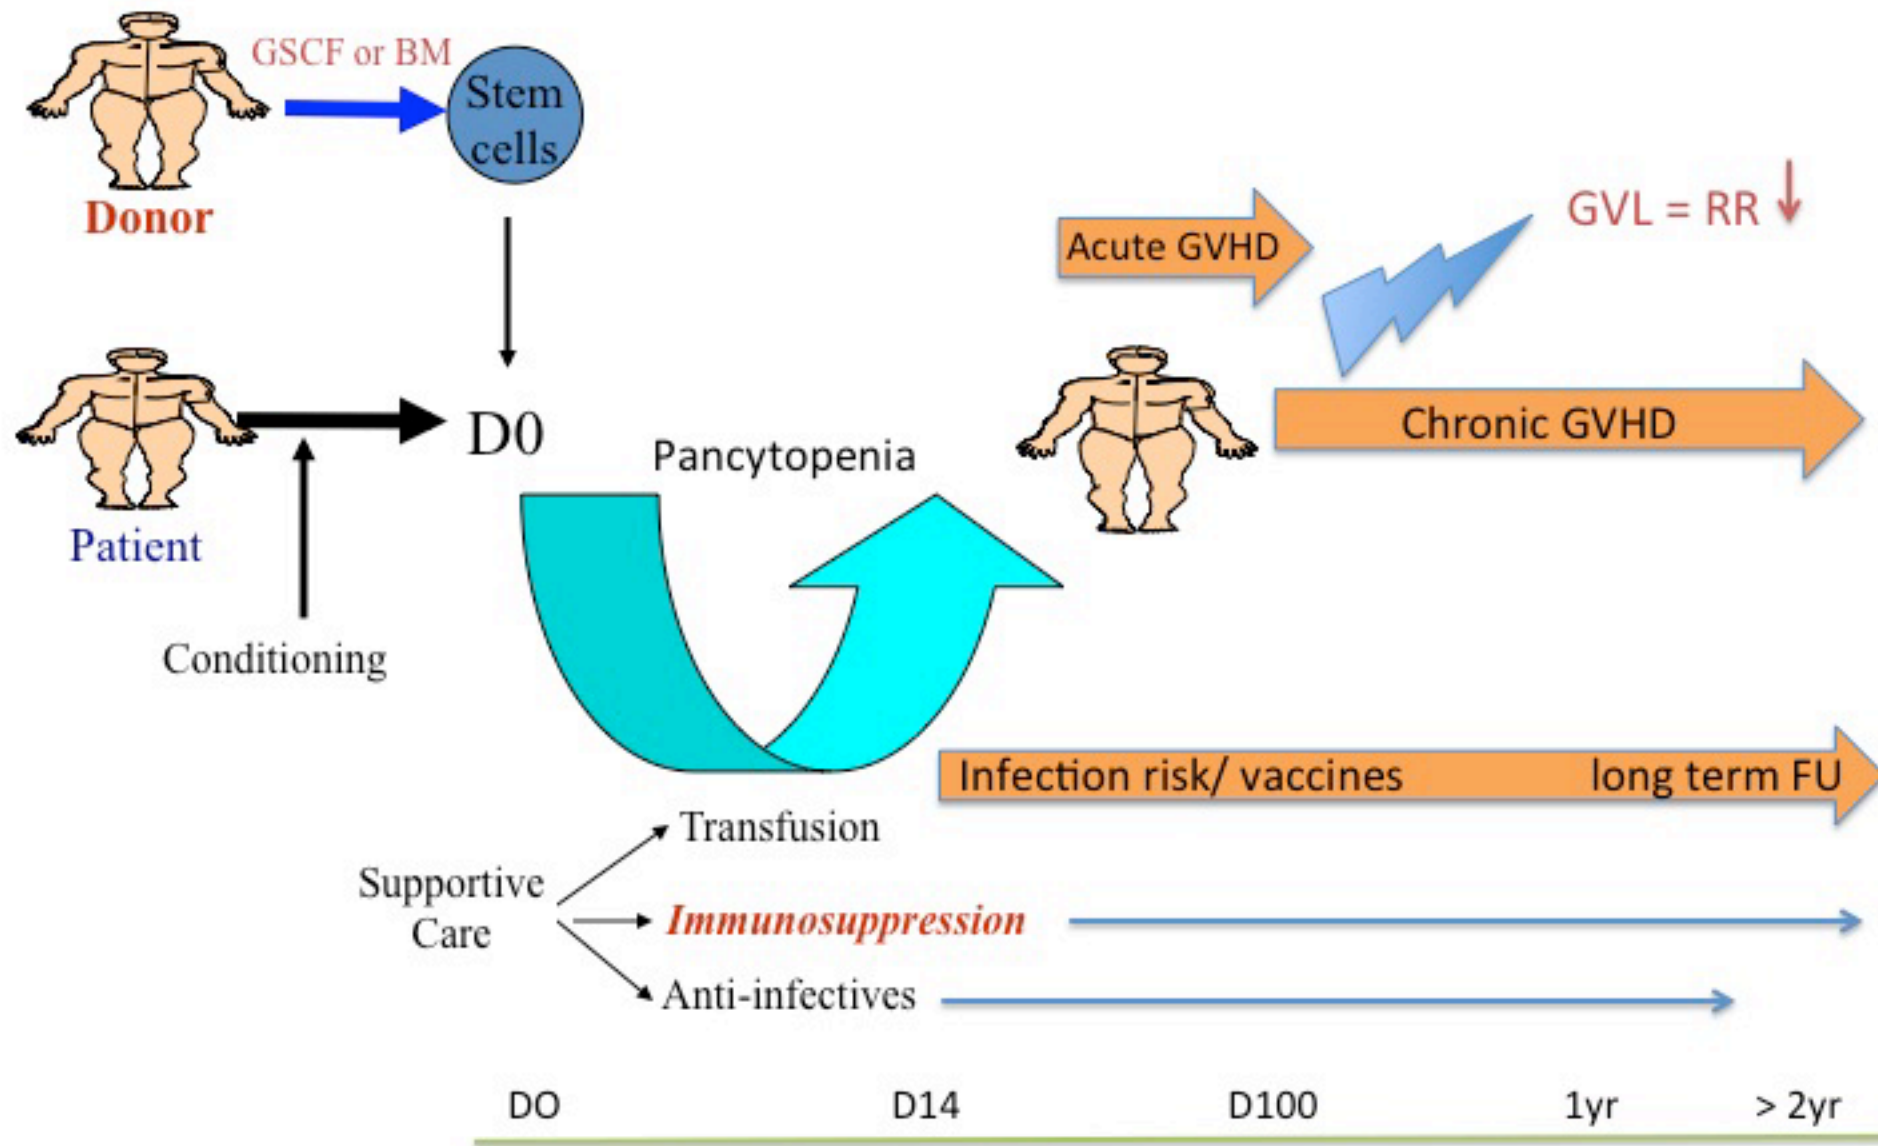 GSCF or BM
Stem
cells
Donor
GVL = RR
Acute GVHD
D0
Chronic GVHD
Pancytopenia
Patient
Conditioning
Infection risk/ vaccines
long term FU
Transfusion
Supportive
Care
Immunosuppression
Anti-infectives
DO
D14
D100
1yr
> 2yr